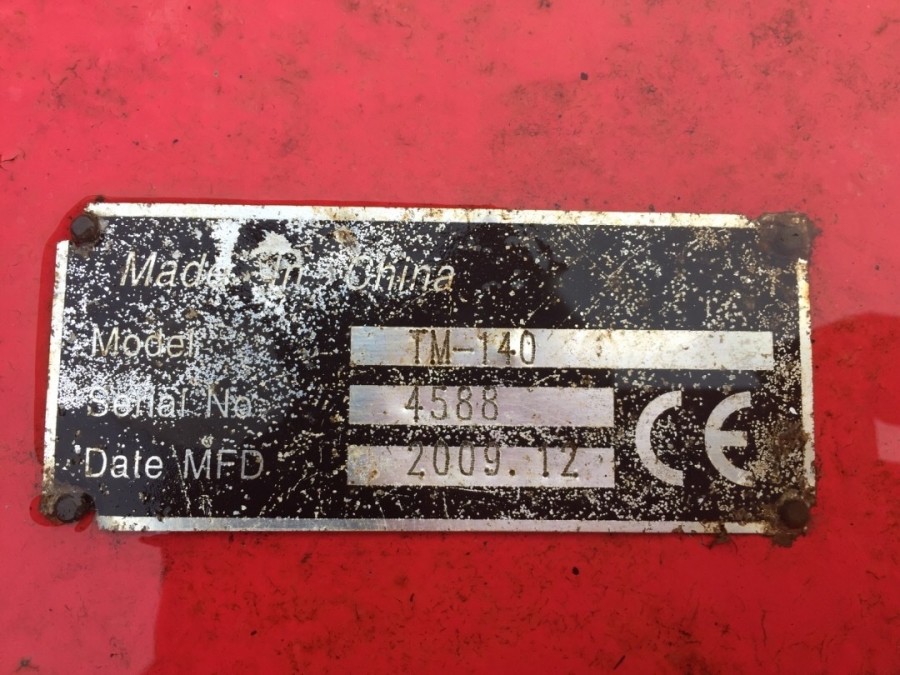 Made In China
Model TM-140
Serial No 4588
Date MFD 2009.12
CE